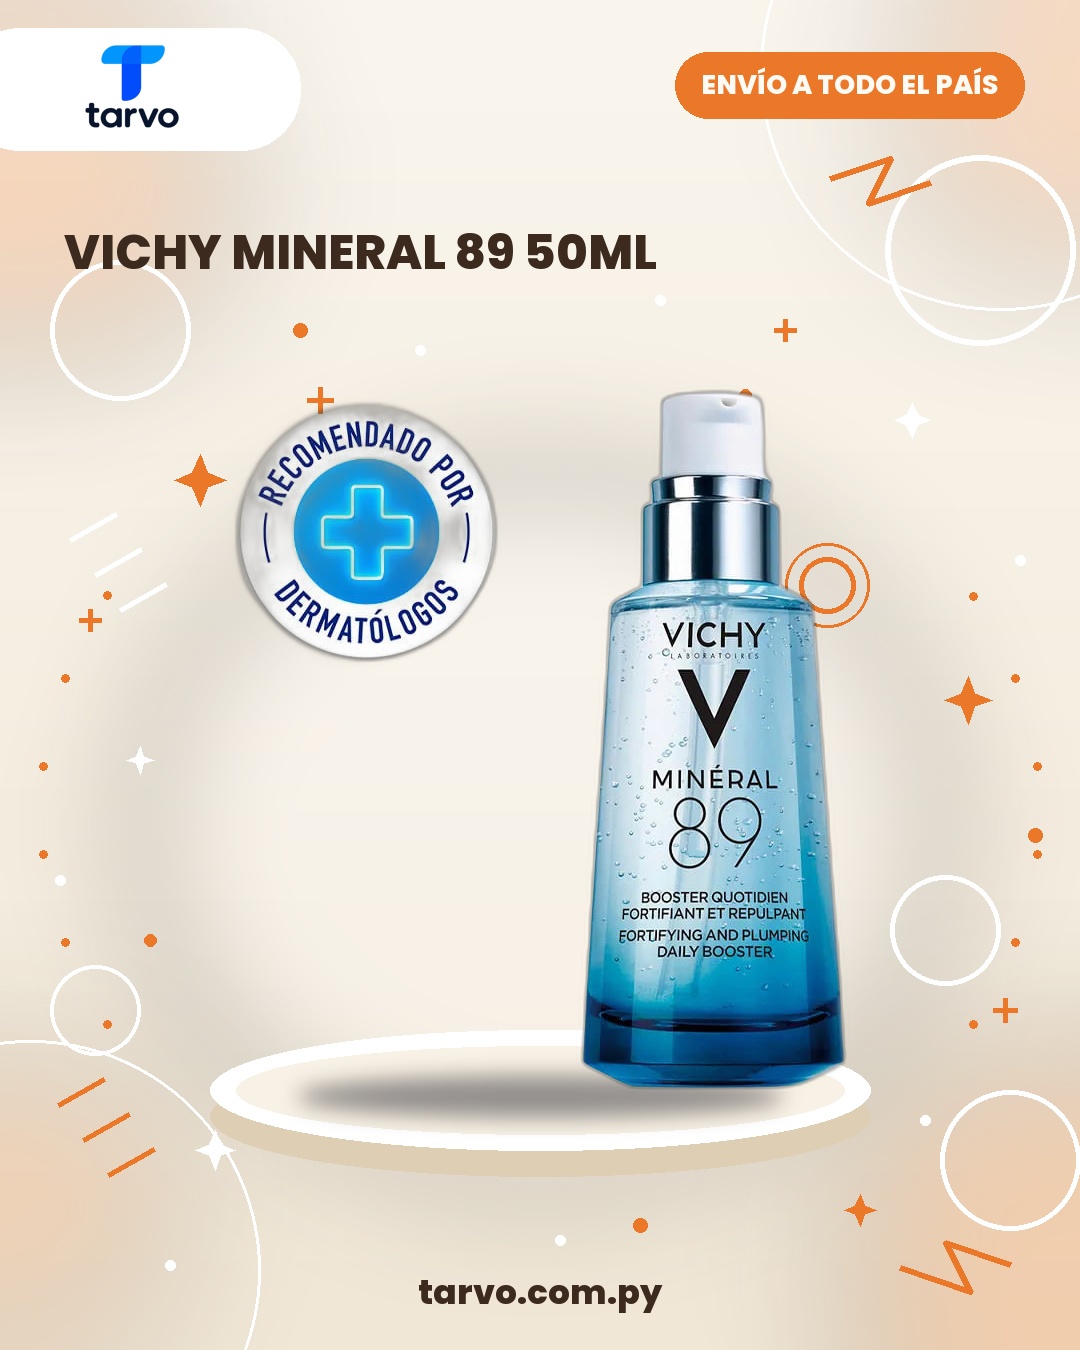 tarvo
ENVÍO A TODO EL PAÍS
VICHY MINERAL 89 50ML
RECOMENDADO POR
DERMATÓLOGOS
VICHY
LABORATOIRES
V
MINÉRAL
89
BOOSTER QUOTIDIEN
FORTIFIANT ET REPULPANT
FORTIFYING AND PLUMPING
DAILY BOOSTER
tarvo.com.py